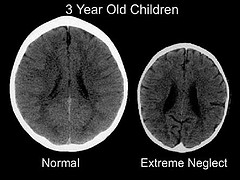 3 Year Old Children
Normal
Extreme Neglect